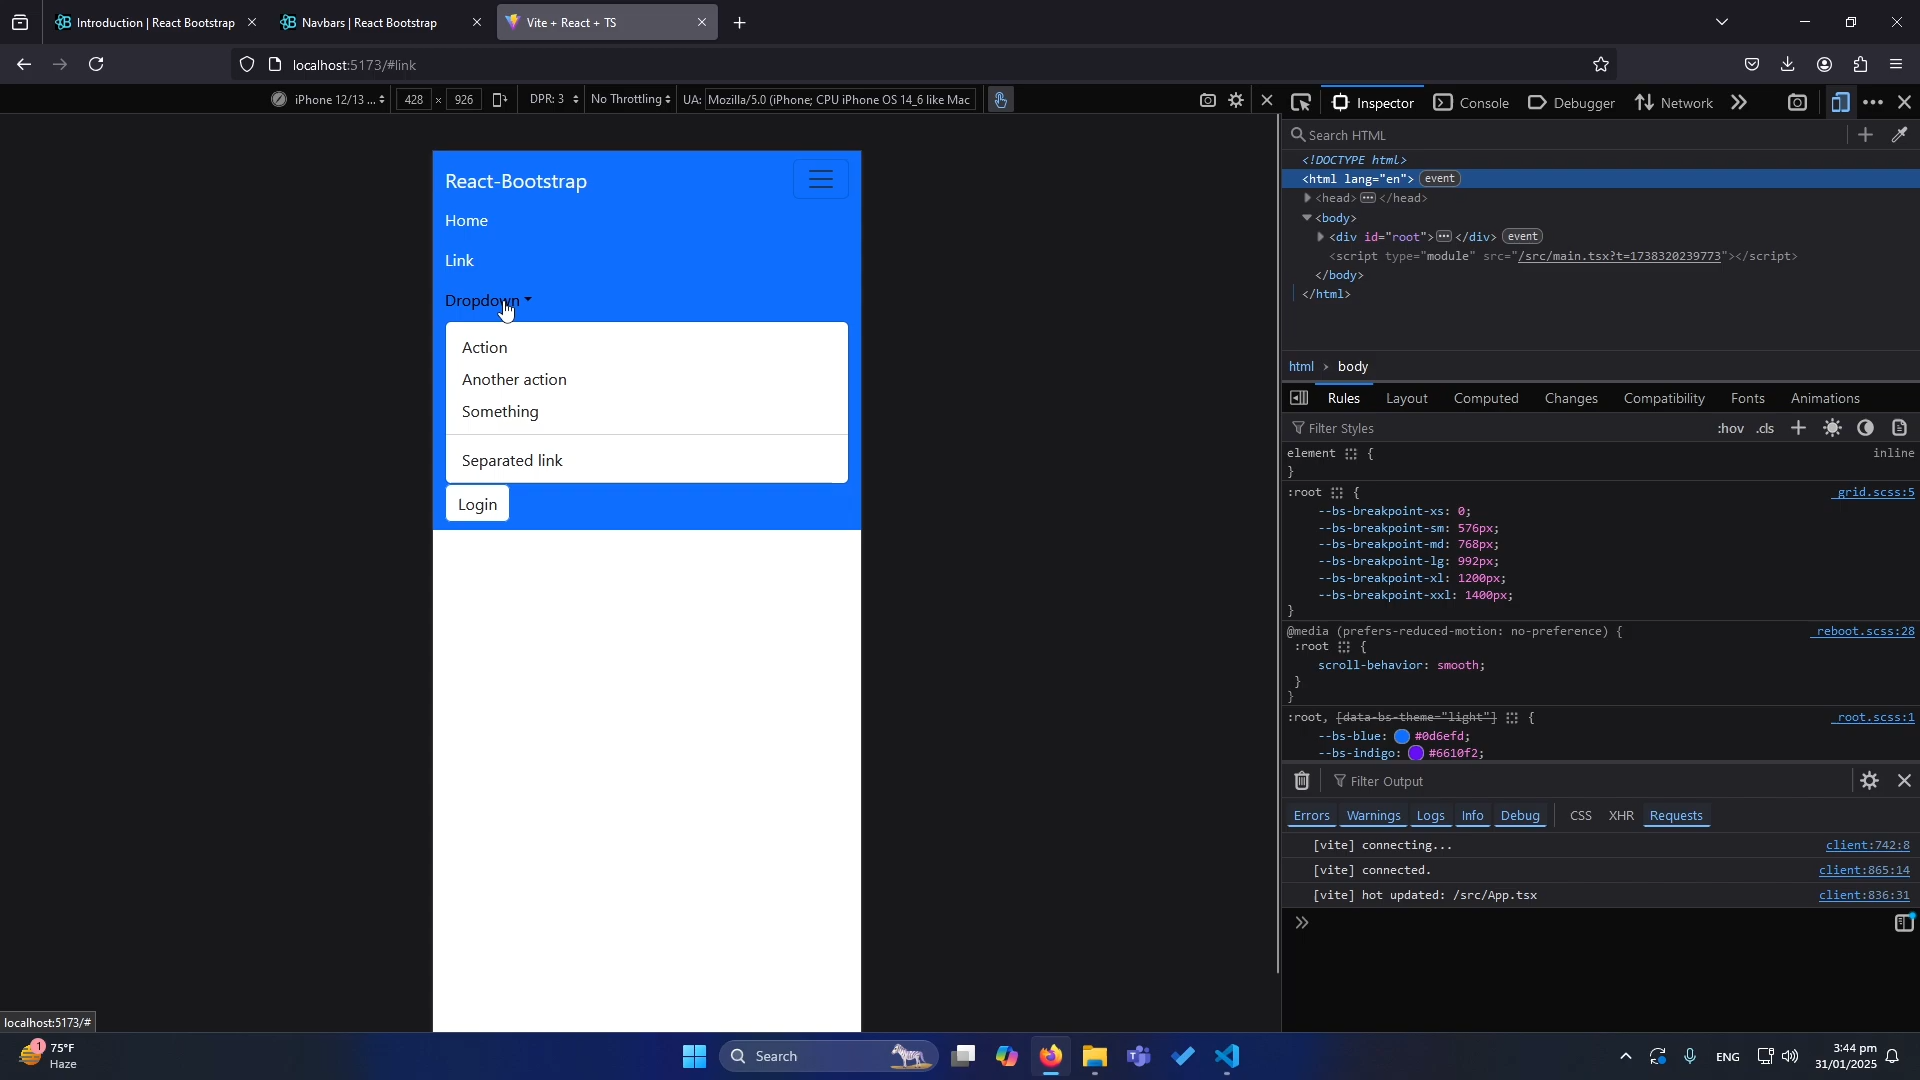 Introduction | React Bootstrap
Navbars | React Bootstrap
Vite + React + TS
localhost:5173/#link
iPhone 12/13 ...
428 × 926
DPR: 3
No Throttling
UA: Mozilla/5.0 (iPhone; CPU iPhone OS 14_6 like Mac
Inspector
Console
Debugger
Network
Search HTML
<!DOCTYPE html>
<html lang="en"> event
<head> ••• </head>
<body>
<div id="root"> ••• </div> event
<script type="module" src="/src/main.tsx?t=1738320239773"></script>
</body>
</html>
html › body
React-Bootstrap
Home
Link
Dropdown
Action
Another action
Something
Separated link
Login
Rules
Layout
Computed
Changes
Compatibility
Fonts
Animations
Filter Styles
:hov .cls
element { inline
}
:root { _grid.scss:5
--bs-breakpoint-xs: 0;
--bs-breakpoint-sm: 576px;
--bs-breakpoint-md: 768px;
--bs-breakpoint-lg: 992px;
--bs-breakpoint-xl: 1200px;
--bs-breakpoint-xxl: 1400px;
}
@media (prefers-reduced-motion: no-preference) { _reboot.scss:28
:root {
scroll-behavior: smooth;
}
}
:root, [data-bs-theme="light"] { _root.scss:1
--bs-blue: #0d6efd;
--bs-indigo: #6610f2;
Filter Output
Errors
Warnings
Logs
Info
Debug
CSS
XHR
Requests
[vite] connecting... client:742:8
[vite] connected. client:865:14
[vite] hot updated: /src/App.tsx client:836:31
localhost:5173/#
1
75°F
Haze
Search
ENG
3:44 pm
31/01/2025